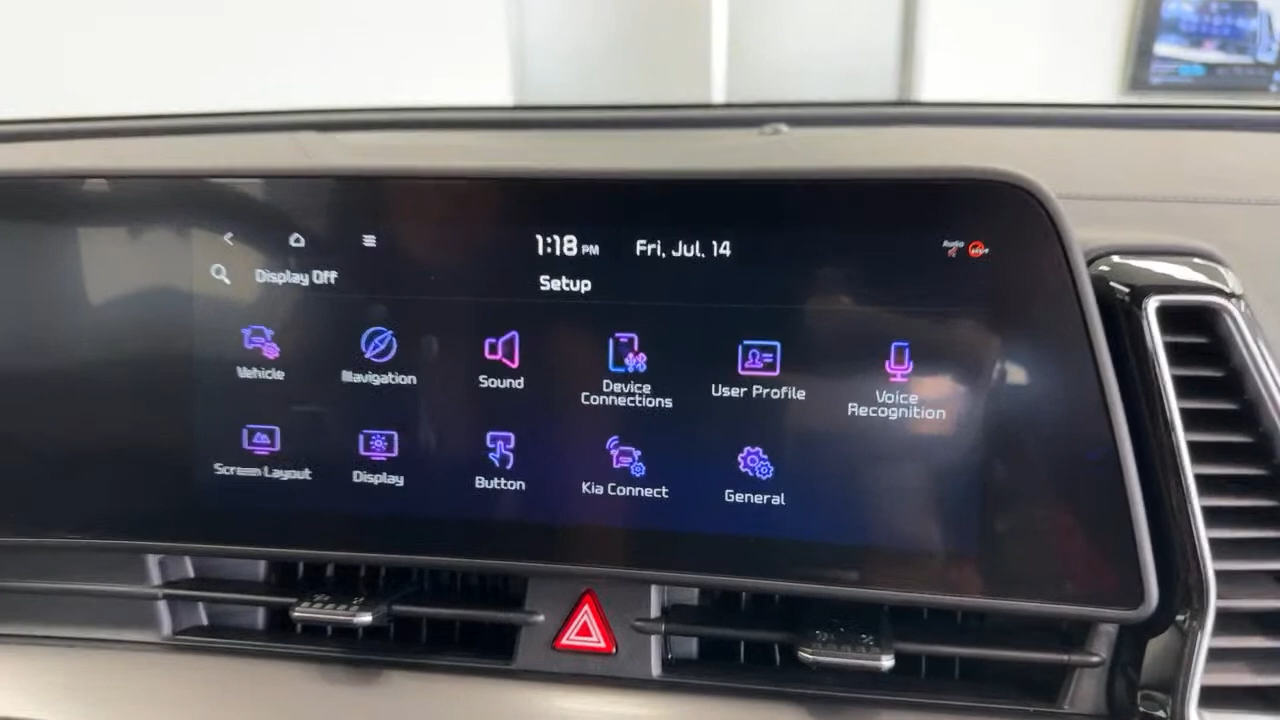 1:18 PM Fri, Jul. 14
Audio
Display Off
Setup
Vehicle
Navigation
Sound
Device
Connections
User Profile
Voice
Recognition
Screen Layout
Display
Button
Kia Connect
General